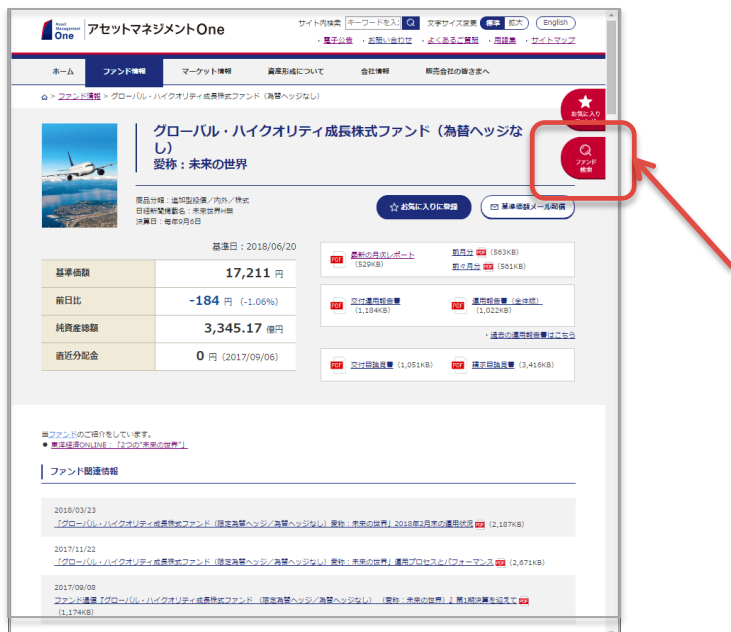 Asset Management One アセットマネジメントOne
サイト内検索 キーワードを入 文字サイズ変更 標準 拡大 English
・電子公告 ・お問い合わせ ・よくあるご質問 ・用語集 ・サイトマップ
ホーム ファンド情報 マーケット情報 資産形成について 会社情報 販売会社の皆さまへ
> ファンド情報 > グローバル・ハイクオリティ成長株式ファンド（為替ヘッジなし）
お気に入り
グローバル・ハイクオリティ成長株式ファンド（為替ヘッジな
し）
愛称：未来の世界
ファンド
検索
商品分類：追加型投信／内外／株式
日経新聞掲載名：未来世界H無
決算日：毎年9月6日
☆お気に入りに登録 基準価額メール配信
基準日：2018/06/20
基準価額 17,211 円
前日比 -184 円 (-1.06%)
純資産総額 3,345.17 億円
直近分配金 0 円 (2017/09/06)
PDF 最新の月次レポート
(529KB)
前月分 PDF (563KB)
前々月分 PDF (561KB)
PDF 交付運用報告書
(1,184KB)
PDF 運用報告書（全体版）
(1,022KB)
・過去の運用報告書はこちら
PDF 交付目論見書 (1,051KB) PDF 請求目論見書 (3,416KB)
当ファンドのご紹介をしています。
● 東洋経済ONLINE：「2つの"未来の世界"」
ファンド関連情報
2018/03/23
「グローバル・ハイクオリティ成長株式ファンド（限定為替ヘッジ／為替ヘッジなし）愛称：未来の世界」2018年2月末の運用状況 PDF (2,187KB)
2017/11/22
「グローバル・ハイクオリティ成長株式ファンド（限定為替ヘッジ／為替ヘッジなし）愛称：未来の世界」運用プロセスとパフォーマンス PDF (2,671KB)
2017/09/08
ファンド通信『グローバル・ハイクオリティ成長株式ファンド （限定為替ヘッジ/為替ヘッジなし） （愛称：未来の世界）』第1期決算を迎えて PDF
(1,174KB)